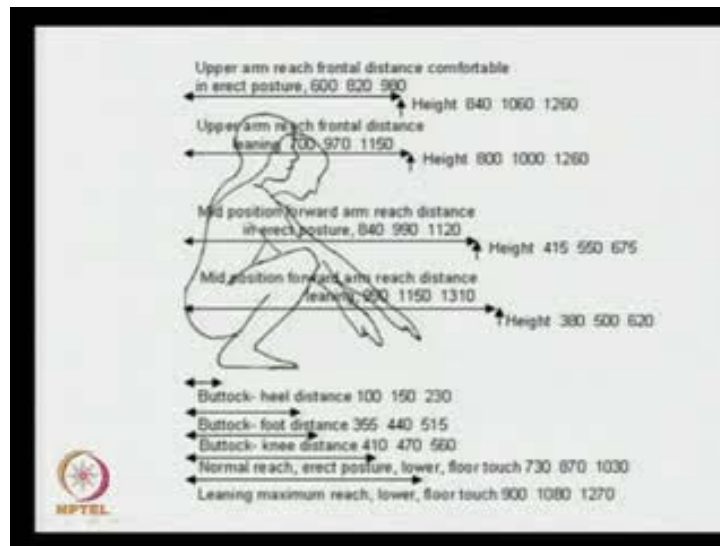 Upper arm reach frontal distance comfortable
in erect posture, 600 820 980
Height 840 1060 1260
Upper arm reach frontal distance
leaning 700 970 1150
Height 800 1000 1260
Mid position forward arm reach distance
in erect posture, 840 990 1120
Height 415 550 675
Mid position forward arm reach distance
leaning, 1150 1310
Height 380 500 620
Buttock- heel distance 100 150 230
Buttock- foot distance 355 440 515
Buttock- knee distance 410 470 560
Normal reach, erect posture, lower, floor touch 730 870 1030
Leaning maximum reach, lower, floor touch 900 1080 1270
NPTEL